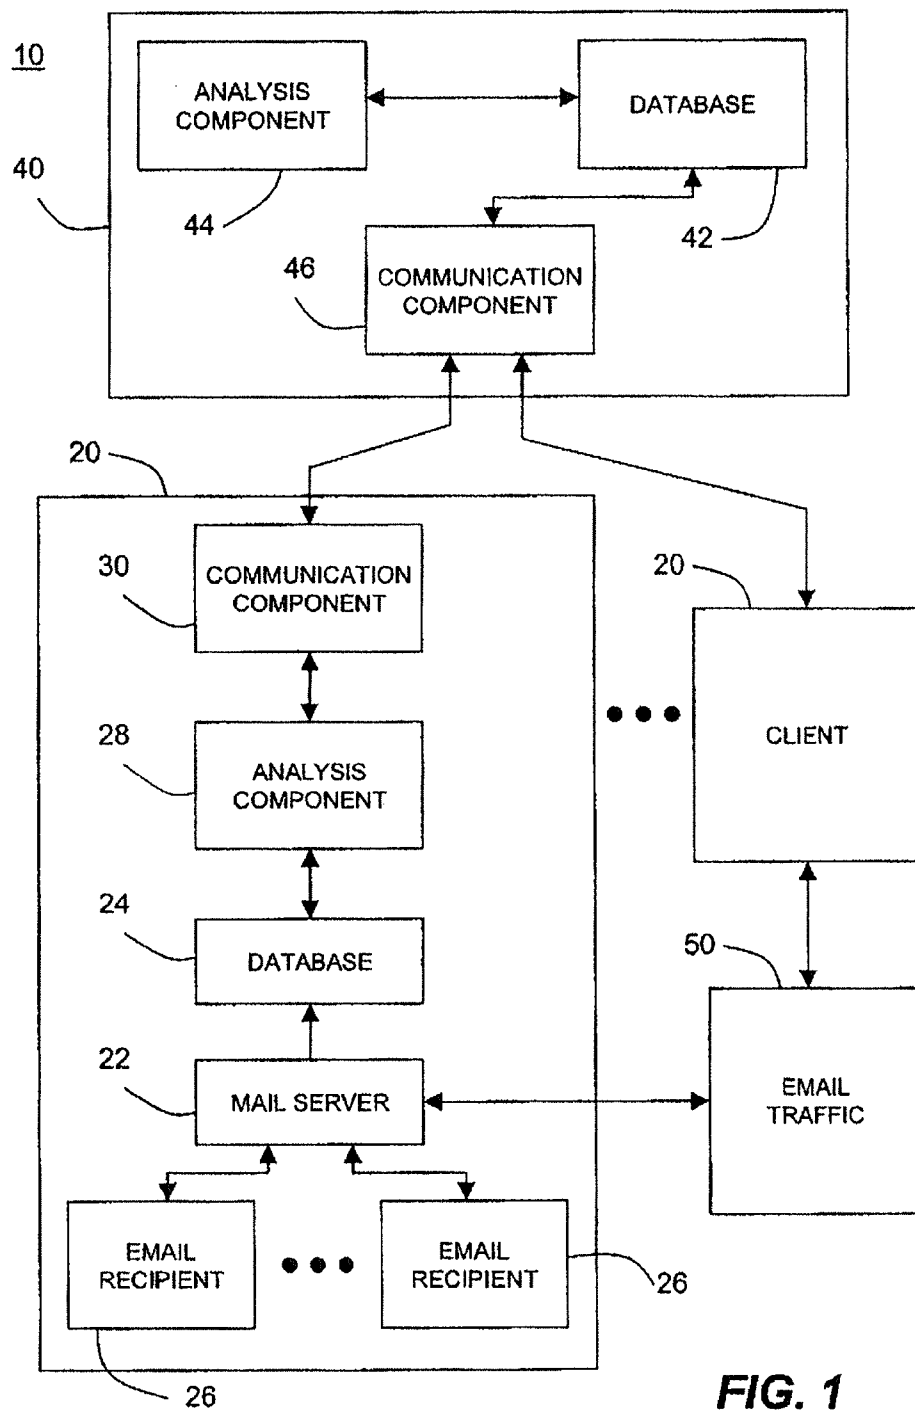 10
ANALYSIS
COMPONENT
DATABASE
40
44
42
46
COMMUNICATION
COMPONENT
20
30
COMMUNICATION
COMPONENT
20
28
ANALYSIS
COMPONENT
CLIENT
24
DATABASE
50
22
MAIL SERVER
EMAIL
TRAFFIC
EMAIL
RECIPIENT
EMAIL
RECIPIENT
26
26
FIG. 1